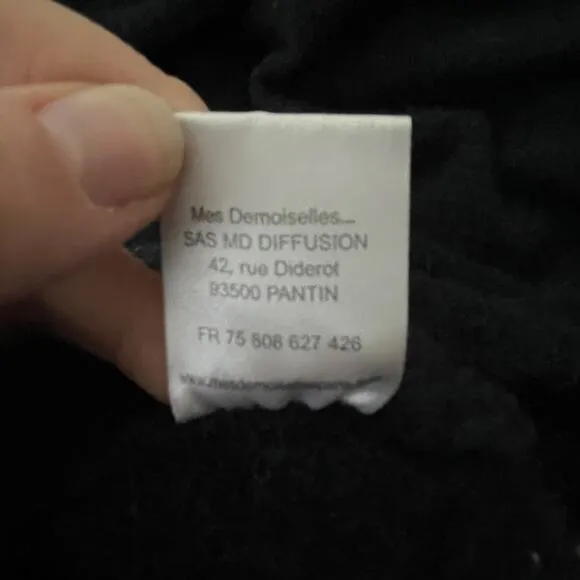 Mes Demoiselles...
SAS MD DIFFUSION
42, rue Diderot
93500 PANTIN
FR 75 808 627 426